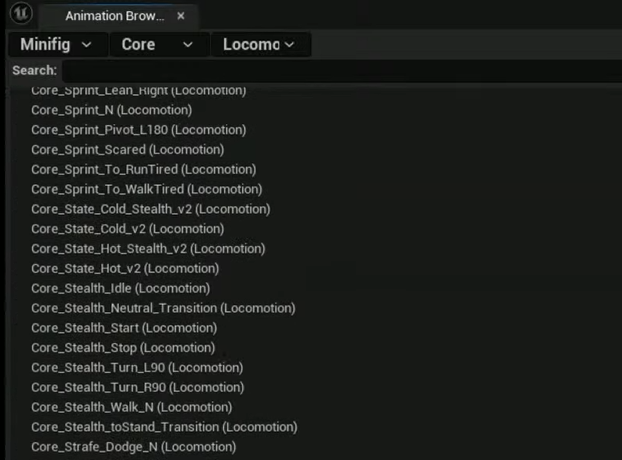 Animation Brow...
Minifig Core Locomo
Search:
Core_Sprint_Lean_Right (Locomotion)
Core_Sprint_N (Locomotion)
Core_Sprint_Pivot_L180 (Locomotion)
Core_Sprint_Scared (Locomotion)
Core_Sprint_To_RunTired (Locomotion)
Core_Sprint_To_WalkTired (Locomotion)
Core_State_Cold_Stealth_v2 (Locomotion)
Core_State_Cold_v2 (Locomotion)
Core_State_Hot_Stealth_v2 (Locomotion)
Core_State_Hot_v2 (Locomotion)
Core_Stealth_Idle (Locomotion)
Core_Stealth_Neutral_Transition (Locomotion)
Core_Stealth_Start (Locomotion)
Core_Stealth_Stop (Locomotion)
Core_Stealth_Turn_L90 (Locomotion)
Core_Stealth_Turn_R90 (Locomotion)
Core_Stealth_Walk_N (Locomotion)
Core_Stealth_toStand_Transition (Locomotion)
Core_Strafe_Dodge_N (Locomotion)